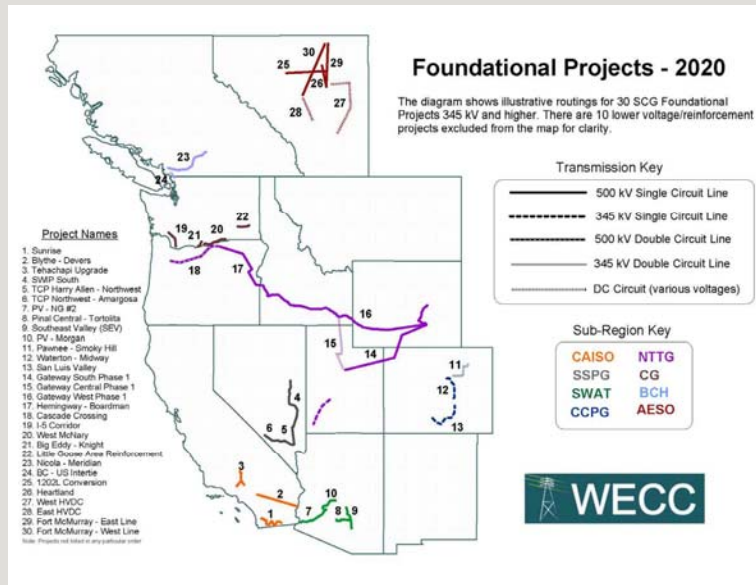 Foundational Projects - 2020
The diagram shows illustrative routings for 30 SCG Foundational
Projects 345 kV and higher. There are 10 lower voltage/reinforcement
projects excluded from the map for clarity.
Transmission Key
500 kV Single Circuit Line
345 kV Single Circuit Line
500 kV Double Circuit Line
345 kV Double Circuit Line
DC Circuit (various voltages)
Sub-Region Key
CAISO NTTG
SSPG CG
SWAT BCH
CCPG AESO
WECC
Project Names
1. Sunrise
2. Blythe - Devers
3. Tehachapi Upgrade
4. SWIP South
5. TCP Harry Allen - Northwest
6. TCP Northwest - Amargosa
7. PV - NG #2
8. Pinal Central - Tortolita
9. Southeast Valley (SEV)
10. PV - Morgan
11. Pawnee - Smoky Hill
12. Waterton - Midway
13. San Luis Valley
14. Gateway South Phase 1
15. Gateway Central Phase 1
16. Gateway West Phase 1
17. Hemingway - Boardman
18. Cascade Crossing
19. I-5 Corridor
20. West McNary
21. Big Eddy - Knight
22. Little Goose Area Reinforcement
23. Nicola - Meridian
24. BC - US Intertie
25. 1202L Conversion
26. Heartland
27. West HVDC
28. East HVDC
29. Fort McMurray - East Line
30. Fort McMurray - West Line
Note: Projects not listed in any particular order
30
25
29
26
28
27
23
24
19
21
20
22
18
17
16
15
14
11
12
13
4
6
5
3
2
1
7
10
8
9